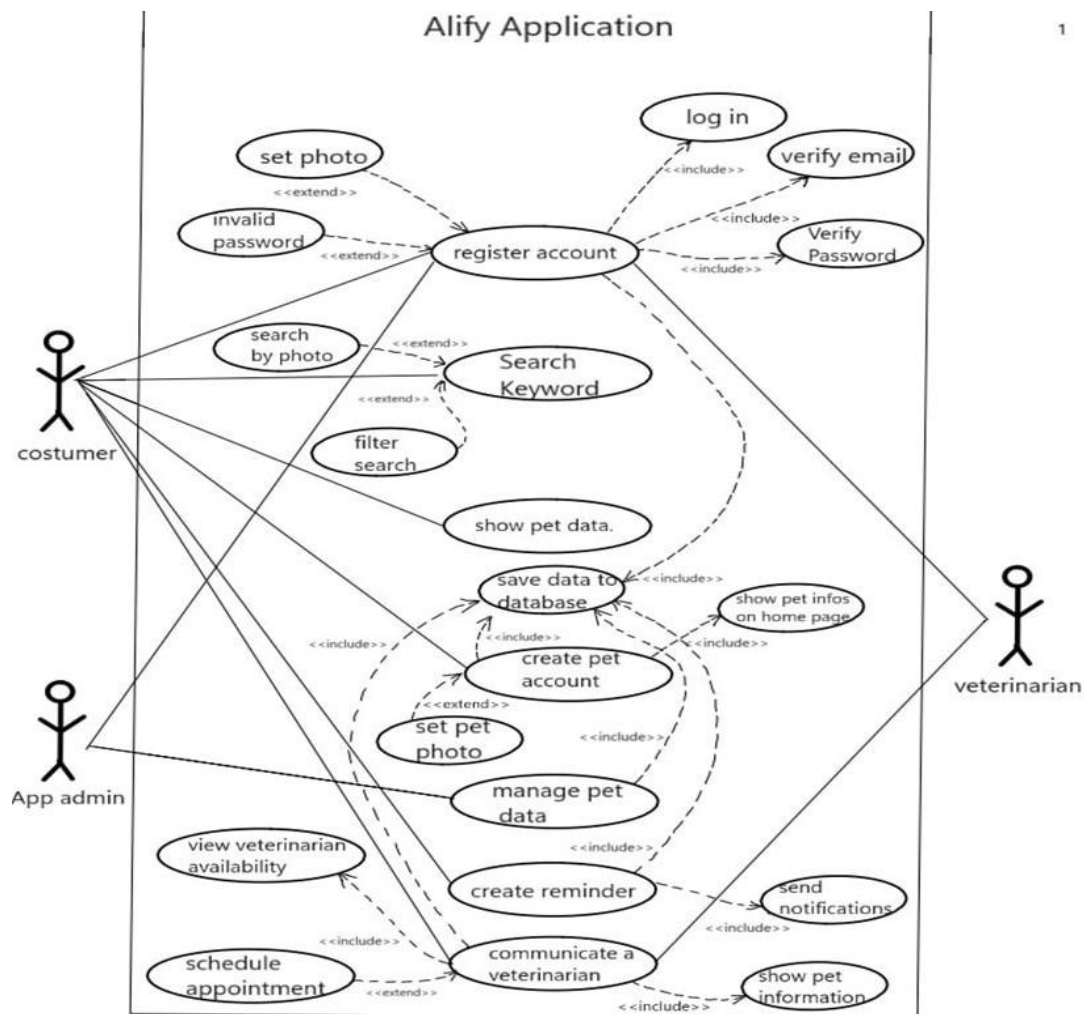 Alify Application
1
log in
set photo
verify email
<<include>>
<<extend>>
invalid
password
<<include>>
Verify
Password
<<extend>>
register account
<<include>>
search
by photo
<<extend>>
Search
Keyword
<<extend>>
costumer
filter
search
show pet data.
save data to
database
<<include>>
show pet infos
on home page
<<include>>
<<include>>
<<include>>
create pet
account
veterinarian
<<extend>>
set pet
photo
<<include>>
App admin
manage pet
data
view veterinarian
availability
<<include>>
create reminder
send
notifications
<<include>>
<<include>>
communicate a
veterinarian
schedule
appointment
<<extend>>
show pet
information
<<include>>